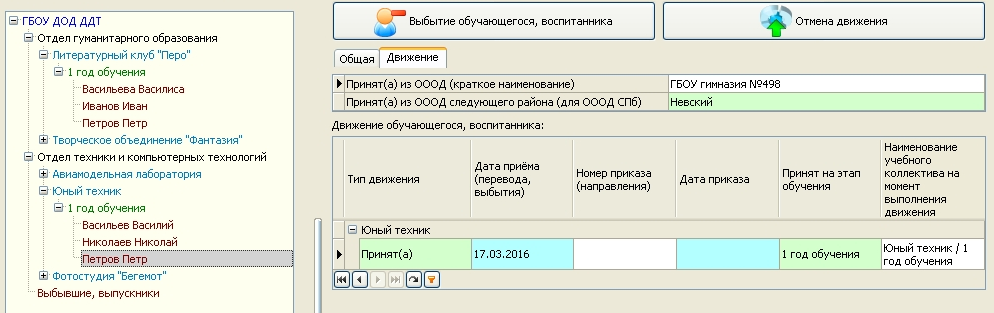 ГБОУ ДОД ДДТ
Отдел гуманитарного образования
Литературный клуб "Перо"
1 год обучения
Васильева Василиса
Иванов Иван
Петров Петр
Творческое объединение "Фантазия"
Отдел техники и компьютерных технологий
Авиамодельная лаборатория
Юный техник
1 год обучения
Васильев Василий
Николаев Николай
Петров Петр
Фотостудия "Бегемот"
Выбывшие, выпускники
Выбытие обучающегося, воспитанника
Отмена движения
Общая
Движение
Принят(а) из ОООД (краткое наименование)
ГБОУ гимназия №498
Принят(а) из ОООД следующего района (для ОООД СПб)
Невский
Движение обучающегося, воспитанника:
Тип движения
Дата приёма
(перевода,
выбытия)
Номер приказа
(направления)
Дата приказа
Принят на этап
обучения
Наименование
учебного
коллектива на
момент
выполнения
движения
Юный техник
Принят(а)
17.03.2016
1 год обучения
Юный техник / 1
год обучения